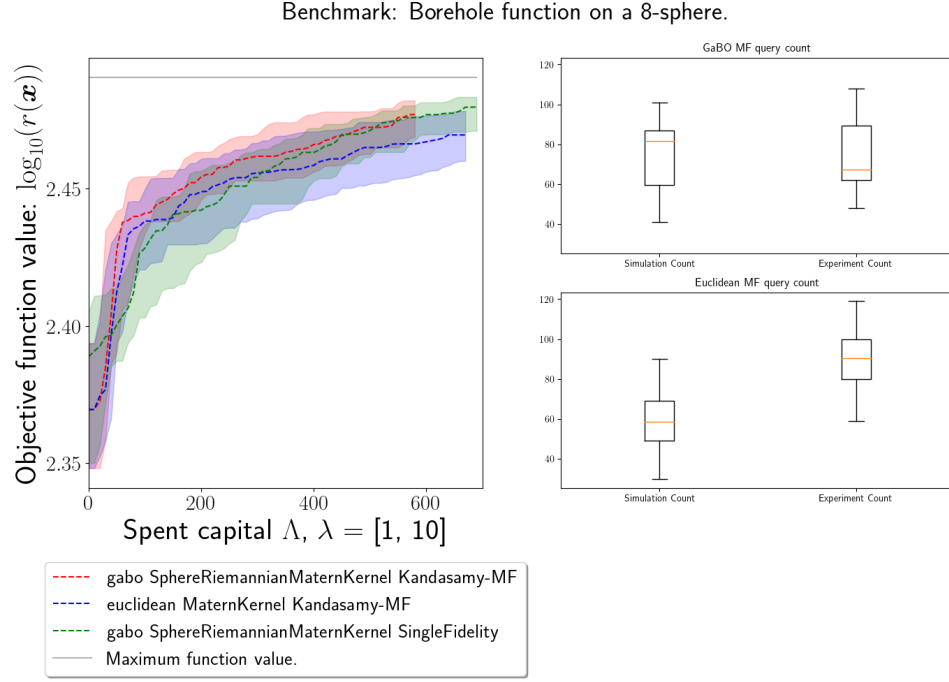 Benchmark: Borehole function on a 8-sphere.
Objective function value: log₁₀(r(x))
2.45
2.40
2.35
0
200
400
600
Spent capital Λ, λ = [1, 10]
gabo SphereRiemannianMaternKernel Kandasamy-MF
euclidean MaternKernel Kandasamy-MF
gabo SphereRiemannianMaternKernel SingleFidelity
Maximum function value.
GaBO MF query count
120
100
80
60
40
Simulation Count
Experiment Count
Euclidean MF query count
120
100
80
60
40
Simulation Count
Experiment Count